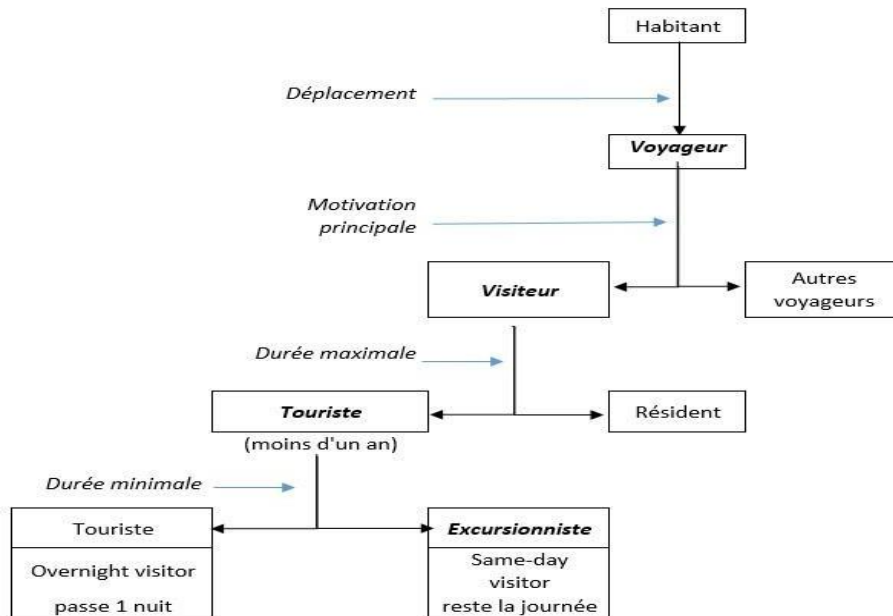 Habitant
Déplacement
Voyageur
Motivation
principale
Visiteur
Autres
voyageurs
Durée maximale
Touriste
Résident
(moins d'un an)
Durée minimale
Touriste
Excursionniste
Overnight visitor
passe 1 nuit
Same-day
visitor
reste la journée